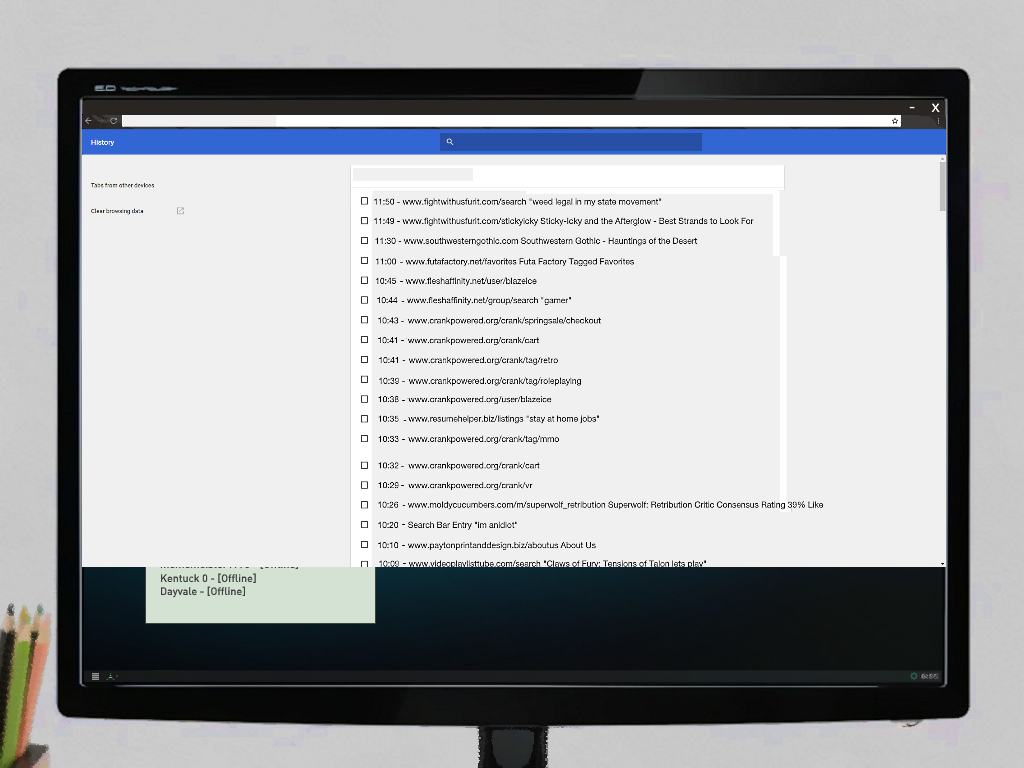 X
History
Tabs from other devices
Clear browsing data
11:50 - www.fightwithusfurit.com/search "weed legal in my state movement"
11:49 - www.fightwithusfurit.com/stickyicky Sticky-Icky and the Afterglow - Best Strands to Look For
11:30 - www.southwesterngothic.com Southwestern Gothic - Hauntings of the Desert
11:00 - www.futafactory.net/favorites Futa Factory Tagged Favorites
10:45 - www.fleshaffinity.net/user/blazeice
10:44 - www.fleshaffinity.net/group/search "gamer"
10:43 - www.crankpowered.org/crank/springsale/checkout
10:41 - www.crankpowered.org/crank/cart
10:41 - www.crankpowered.org/crank/tag/retro
10:39 - www.crankpowered.org/crank/tag/roleplaying
10:38 - www.crankpowered.org/user/blazeice
10:35 - www.resumehelper.biz/listings "stay at home jobs"
10:33 - www.crankpowered.org/crank/tag/mmo
10:32 - www.crankpowered.org/crank/cart
10:29 - www.crankpowered.org/crank/vr
10:26 - www.moldycucumbers.com/m/superwolf_retribution Superwolf: Retribution Critic Consensus Rating 39% Like
10:20 - Search Bar Entry "im anidiot"
10:10 - www.paytonprintanddesign.biz/aboutus About Us
10:09 - www.videoplaylisttube.com/search "Claws of Fury: Tensions of Talon lets play"
Kentuck 0 - [Offline]
Dayvale - [Offline]